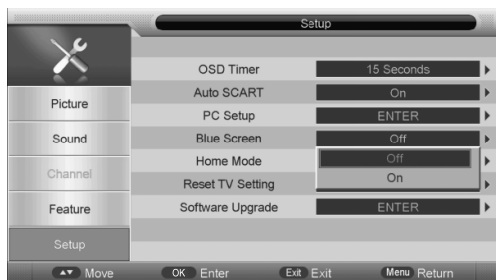 Setup
OSD Timer 15 Seconds
Auto SCART On
Picture
PC Setup ENTER
Sound
Blue Screen Off
Home Mode Off
Channel
On
Reset TV Setting
Feature
Software Upgrade ENTER
Setup
Move OK Enter Exit Exit Menu Return